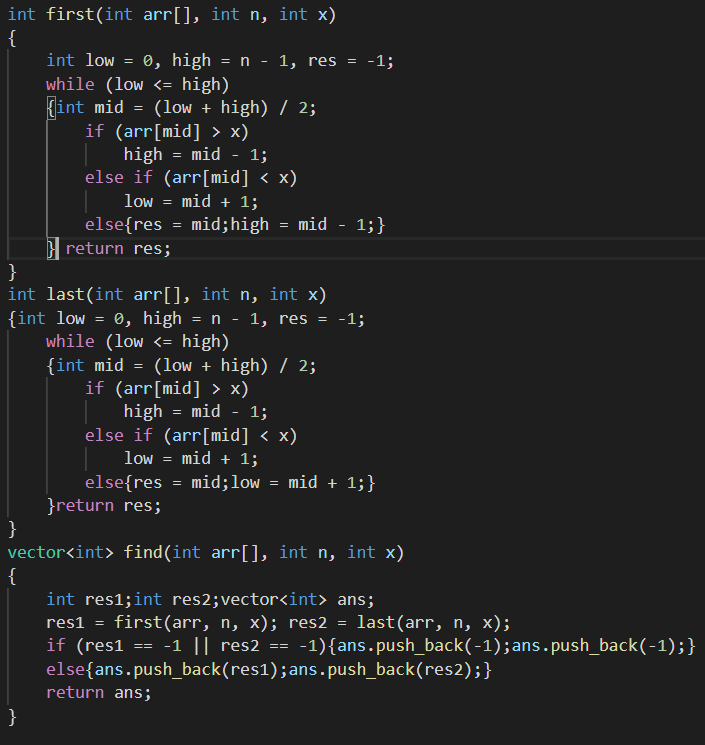 int first(int arr[], int n, int x)
{
    int low = 0, high = n - 1, res = -1;
    while (low <= high)
    {int mid = (low + high) / 2;
        if (arr[mid] > x)
            high = mid - 1;
        else if (arr[mid] < x)
            low = mid + 1;
        else{res = mid;high = mid - 1;}
    } return res;
}
int last(int arr[], int n, int x)
{int low = 0, high = n - 1, res = -1;
    while (low <= high)
    {int mid = (low + high) / 2;
        if (arr[mid] > x)
            high = mid - 1;
        else if (arr[mid] < x)
            low = mid + 1;
        else{res = mid;low = mid + 1;}
    }return res;
}
vector<int> find(int arr[], int n, int x)
{
    int res1;int res2;vector<int> ans;
    res1 = first(arr, n, x); res2 = last(arr, n, x);
    if (res1 == -1 || res2 == -1){ans.push_back(-1);ans.push_back(-1);}
    else{ans.push_back(res1);ans.push_back(res2);}
    return ans;
}